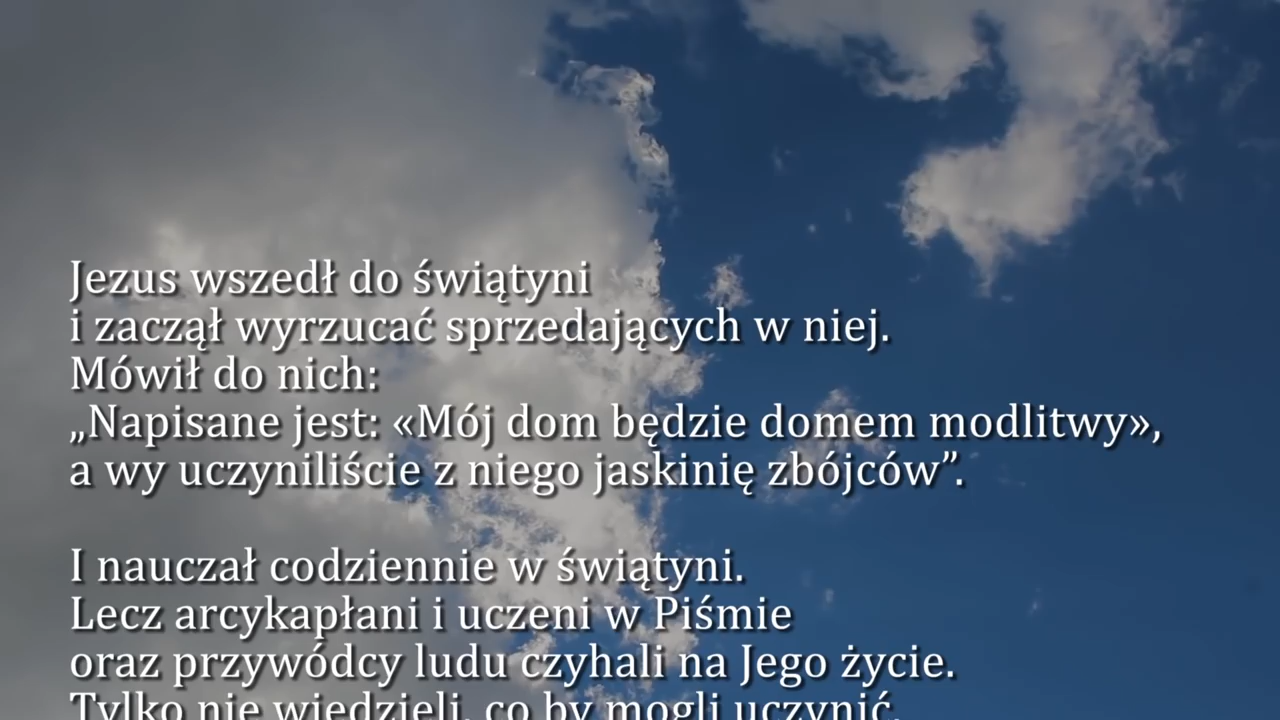 Jezus wszedł do świątyni
i zaczął wyrzucać sprzedających w niej.
Mówił do nich:
„Napisane jest: «Mój dom będzie domem modlitwy»,
a wy uczyniliście z niego jaskinię zbójców”.
I nauczał codziennie w świątyni.
Lecz arcykapłani i uczeni w Piśmie
oraz przywódcy ludu czyhali na Jego życie.
Tylko nie wiedzieli, co by mogli uczynić,